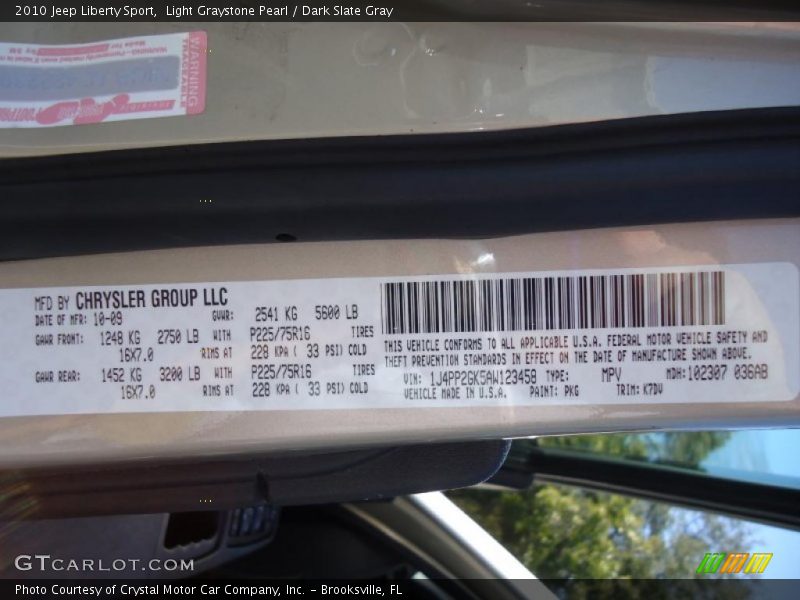 2010 Jeep Liberty Sport, Light Graystone Pearl / Dark Slate Gray
WARNING
MFD BY CHRYSLER GROUP LLC
DATE OF MFR: 10-09 GVWR: 2541 KG 5600 LB
GAWR FRONT: 1248 KG 2750 LB WITH P225/75R16 TIRES
16X7.0 RIMS AT 228 KPA ( 33 PSI) COLD
GAWR REAR: 1452 KG 3200 LB WITH P225/75R16 TIRES
16X7.0 RIMS AT 228 KPA ( 33 PSI) COLD
THIS VEHICLE CONFORMS TO ALL APPLICABLE U.S.A. FEDERAL MOTOR VEHICLE SAFETY AND
THEFT PREVENTION STANDARDS IN EFFECT ON THE DATE OF MANUFACTURE SHOWN ABOVE.
VIN: 1J4PP2GK5AW123458 TYPE: MPV MDH: 102307 036AB
VEHICLE MADE IN U.S.A. PAINT: PKG TRIM: K7DV
GTCARLOT.COM
Photo Courtesy of Crystal Motor Car Company, Inc. – Brooksville, FL